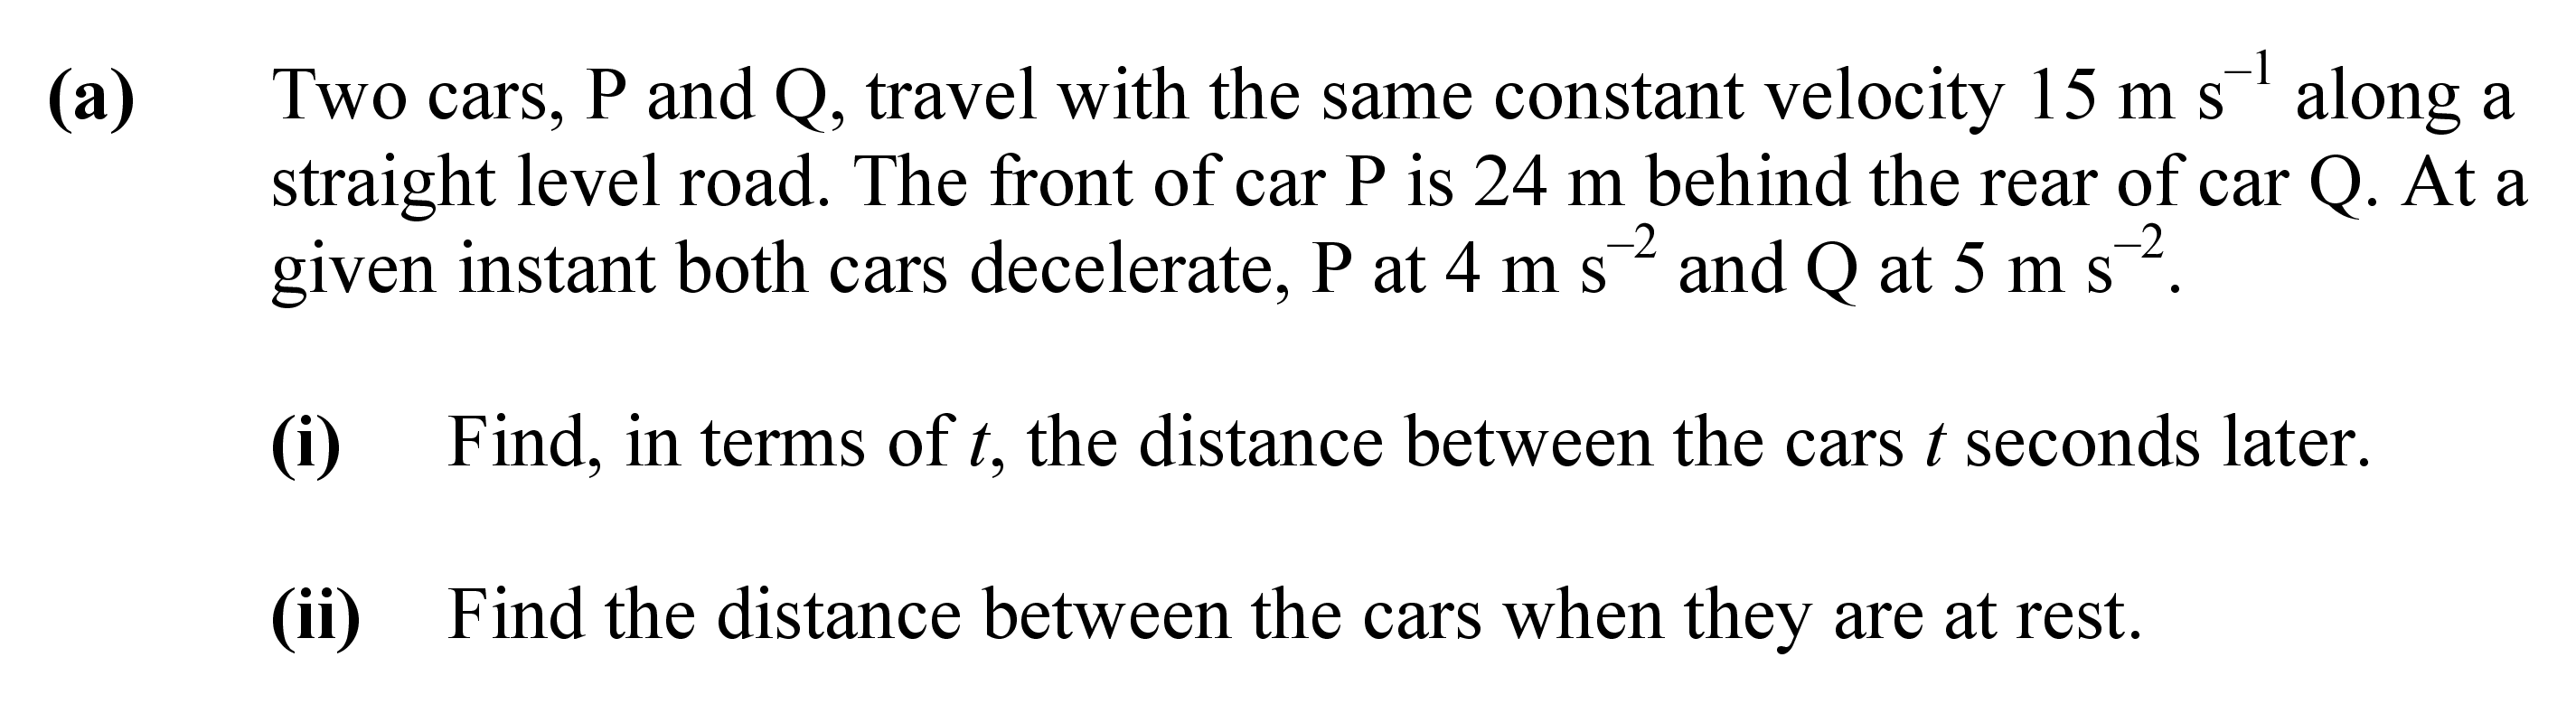 (a) Two cars, P and Q, travel with the same constant velocity 15 m s⁻¹ along a
straight level road. The front of car P is 24 m behind the rear of car Q. At a
given instant both cars decelerate, P at 4 m s⁻² and Q at 5 m s⁻².
(i) Find, in terms of t, the distance between the cars t seconds later.
(ii) Find the distance between the cars when they are at rest.